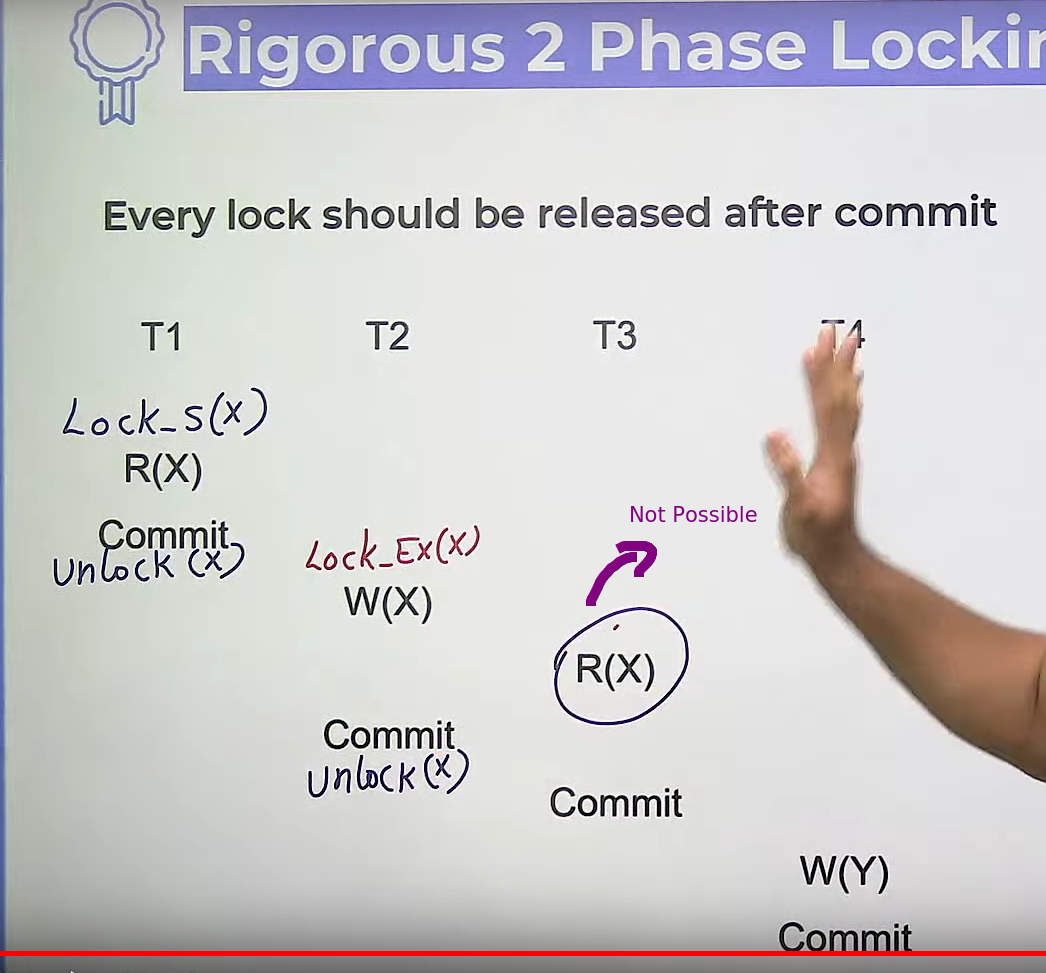 Rigorous 2 Phase Lockin
Every lock should be released after commit
T1 T2 T3 T4
Lock_S(X)
R(X)
Commit
Unlock (X)
Lock_Ex(X)
W(X)
Not Possible
R(X)
Commit
Unlock(X)
Commit
W(Y)
Commit